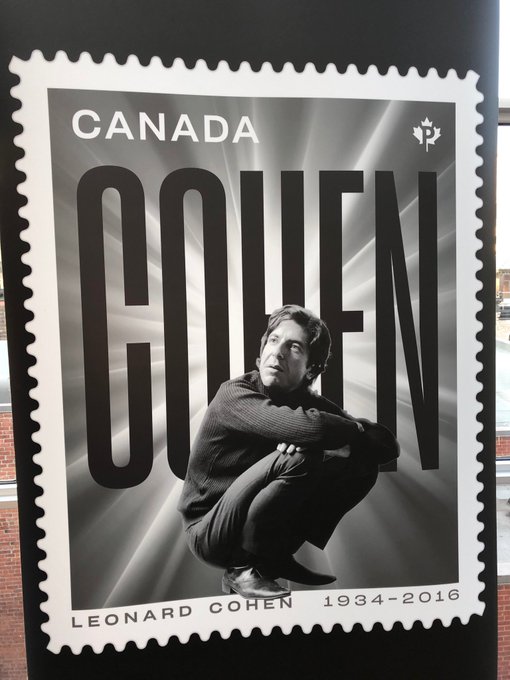 CANADA
P
COHEN
LEONARD COHEN 1934-2016